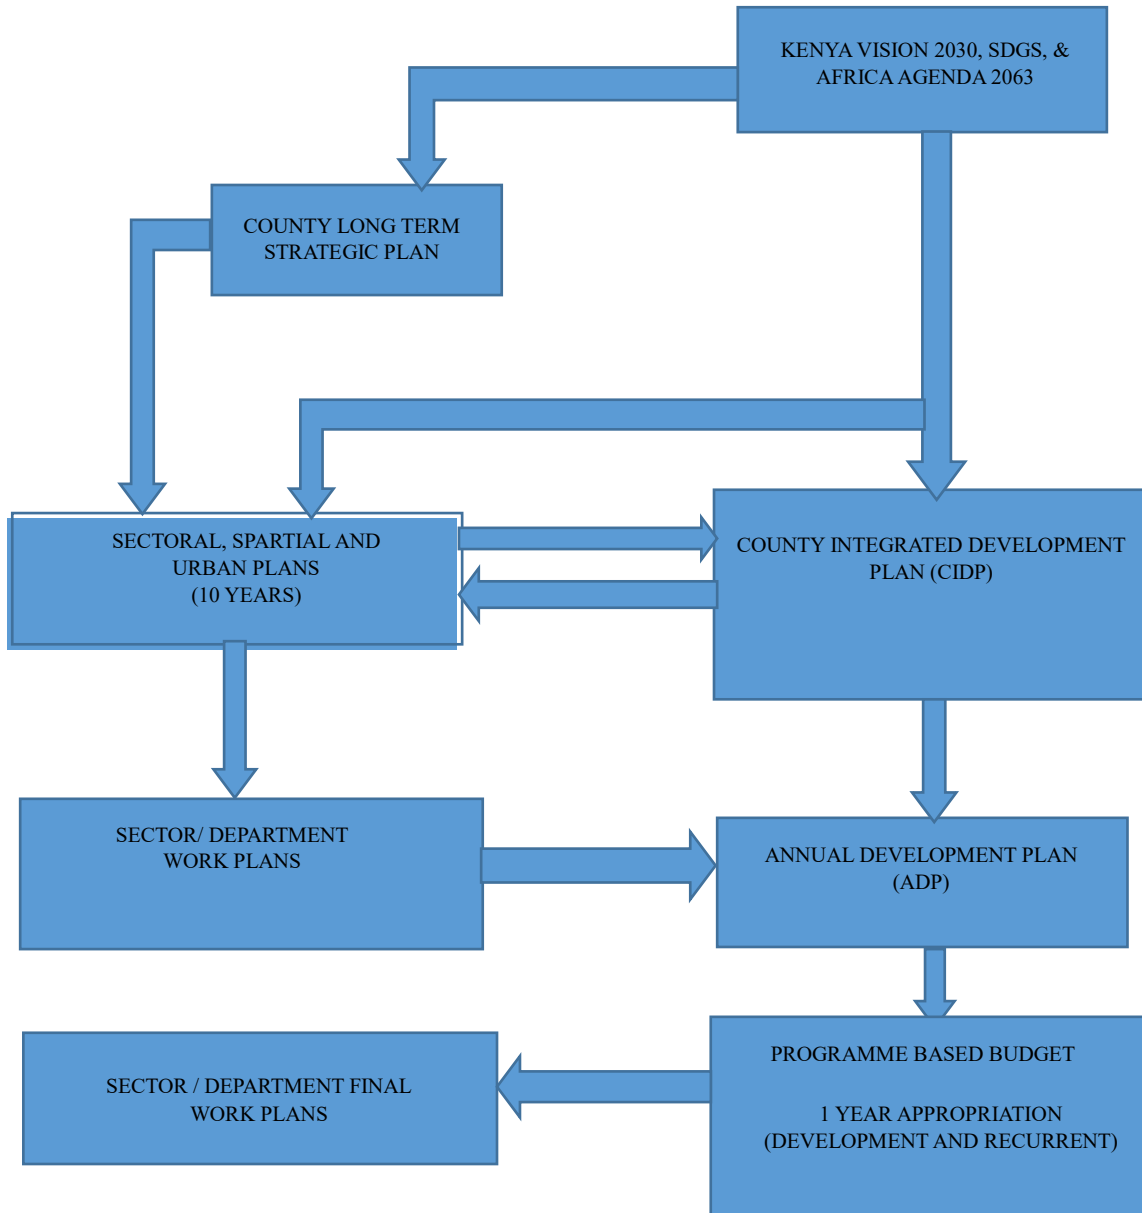 KENYA VISION 2030, SDGS, &
AFRICA AGENDA 2063
COUNTY LONG TERM
STRATEGIC PLAN
SECTORAL, SPARTIAL AND
URBAN PLANS
(10 YEARS)
COUNTY INTEGRATED DEVELOPMENT
PLAN (CIDP)
SECTOR/ DEPARTMENT
WORK PLANS
ANNUAL DEVELOPMENT PLAN
(ADP)
SECTOR / DEPARTMENT FINAL
WORK PLANS
PROGRAMME BASED BUDGET
1 YEAR APPROPRIATION
(DEVELOPMENT AND RECURRENT)